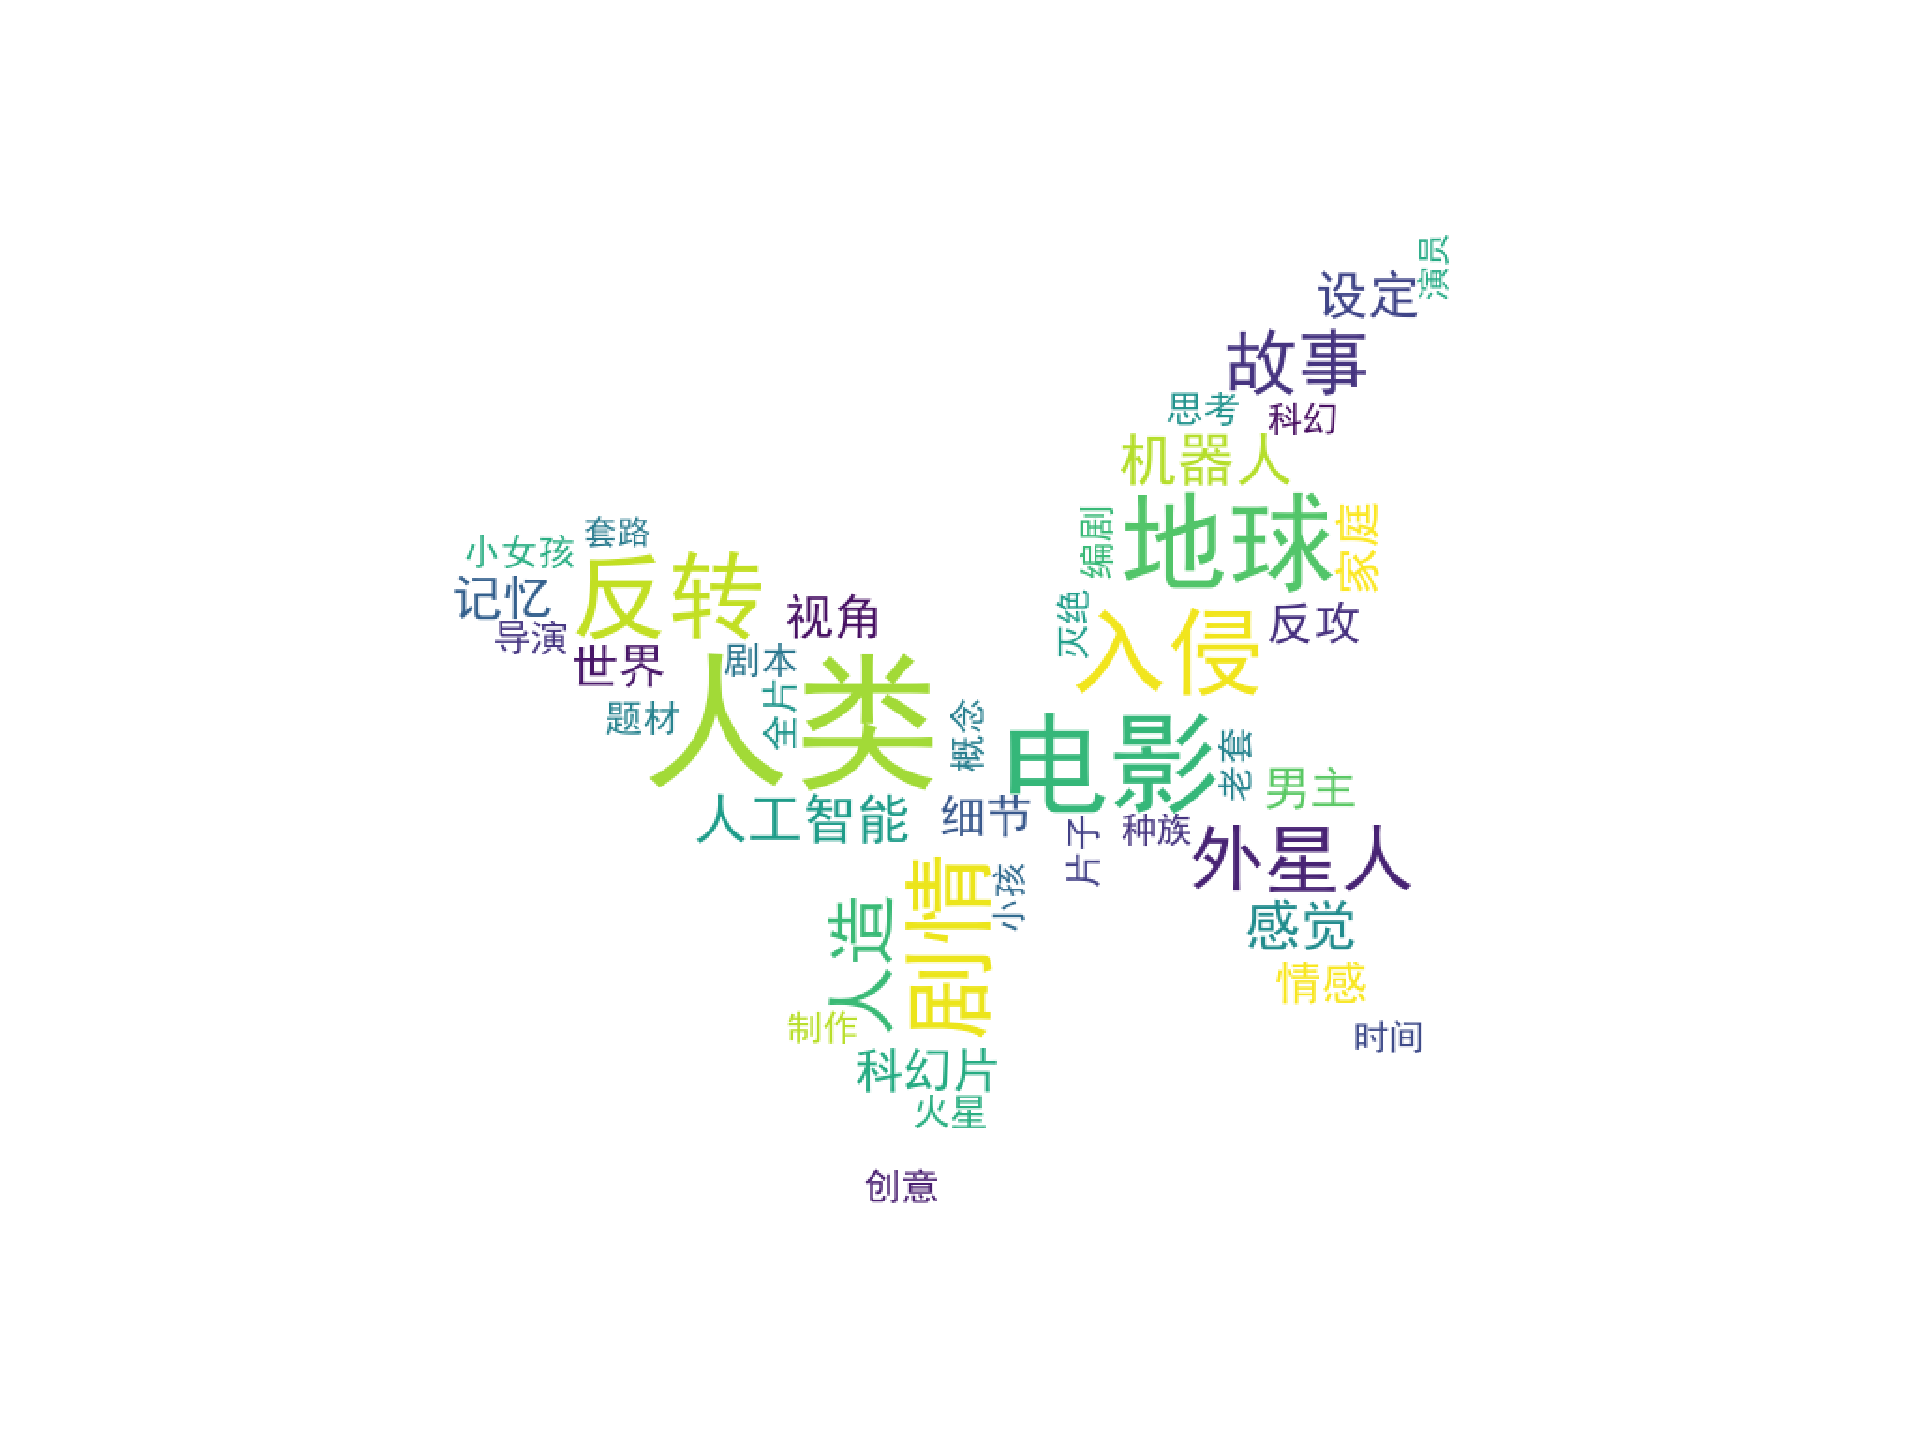 演员
设定
故事
思考
科幻
机器人
地球
编剧
家庭
套路
小女孩
反转
记忆
视角
灭绝
入侵
反攻
导演
世界
剧本
人类
全片
题材
概念
电影
老套
男主
人工智能
细节
片子
种族
外星人
剧情
小孩
人造
感觉
情感
制作
时间
科幻片
火星
创意